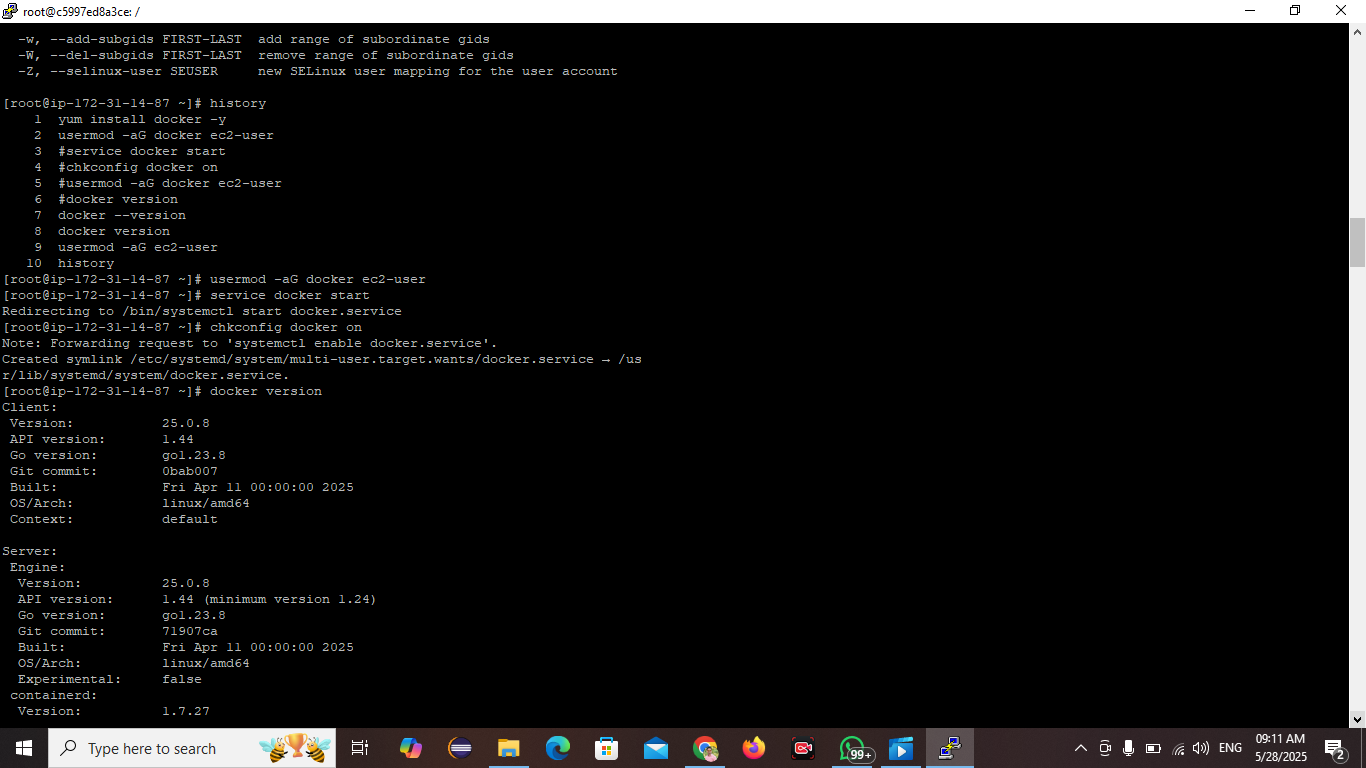 root@c5997ed8a3ce: /
-w, --add-subgids FIRST-LAST  add range of subordinate gids
-W, --del-subgids FIRST-LAST  remove range of subordinate gids
-Z, --selinux-user SEUSER     new SELinux user mapping for the user account
[root@ip-172-31-14-87 ~]# history
1  yum install docker -y
2  usermod -aG docker ec2-user
3  #service docker start
4  #chkconfig docker on
5  #usermod -aG docker ec2-user
6  #docker version
7  docker --version
8  docker version
9  usermod -aG ec2-user
10  history
[root@ip-172-31-14-87 ~]# usermod -aG docker ec2-user
[root@ip-172-31-14-87 ~]# service docker start
Redirecting to /bin/systemctl start docker.service
[root@ip-172-31-14-87 ~]# chkconfig docker on
Note: Forwarding request to 'systemctl enable docker.service'.
Created symlink /etc/systemd/system/multi-user.target.wants/docker.service → /us
r/lib/systemd/system/docker.service.
[root@ip-172-31-14-87 ~]# docker version
Client:
Version:           25.0.8
API version:       1.44
Go version:        go1.23.8
Git commit:        0bab007
Built:             Fri Apr 11 00:00:00 2025
OS/Arch:           linux/amd64
Context:           default
Server:
Engine:
Version:          25.0.8
API version:      1.44 (minimum version 1.24)
Go version:       go1.23.8
Git commit:       71907ca
Built:            Fri Apr 11 00:00:00 2025
OS/Arch:          linux/amd64
Experimental:     false
containerd:
Version:          1.7.27
Type here to search
99+
ENG
09:11 AM
5/28/2025
2